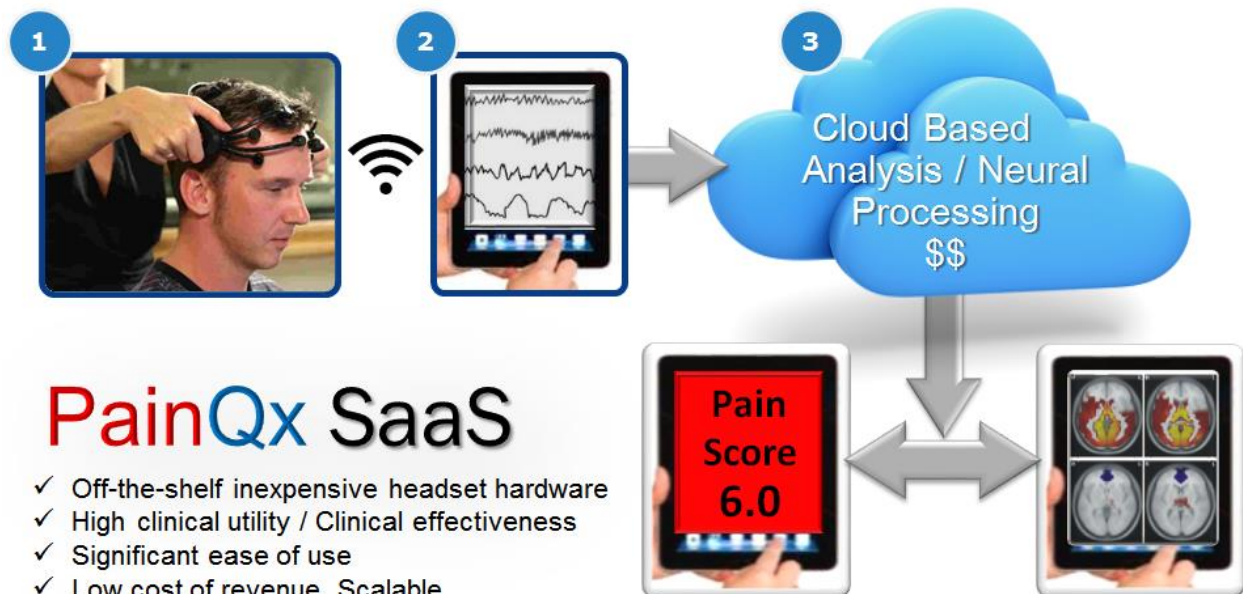 1
2
3
Cloud Based
Analysis / Neural
Processing
$$
PainQx SaaS
✓ Off-the-shelf inexpensive headset hardware
✓ High clinical utility / Clinical effectiveness
✓ Significant ease of use
✓ Low cost of revenue, Scalable
Pain
Score
6.0